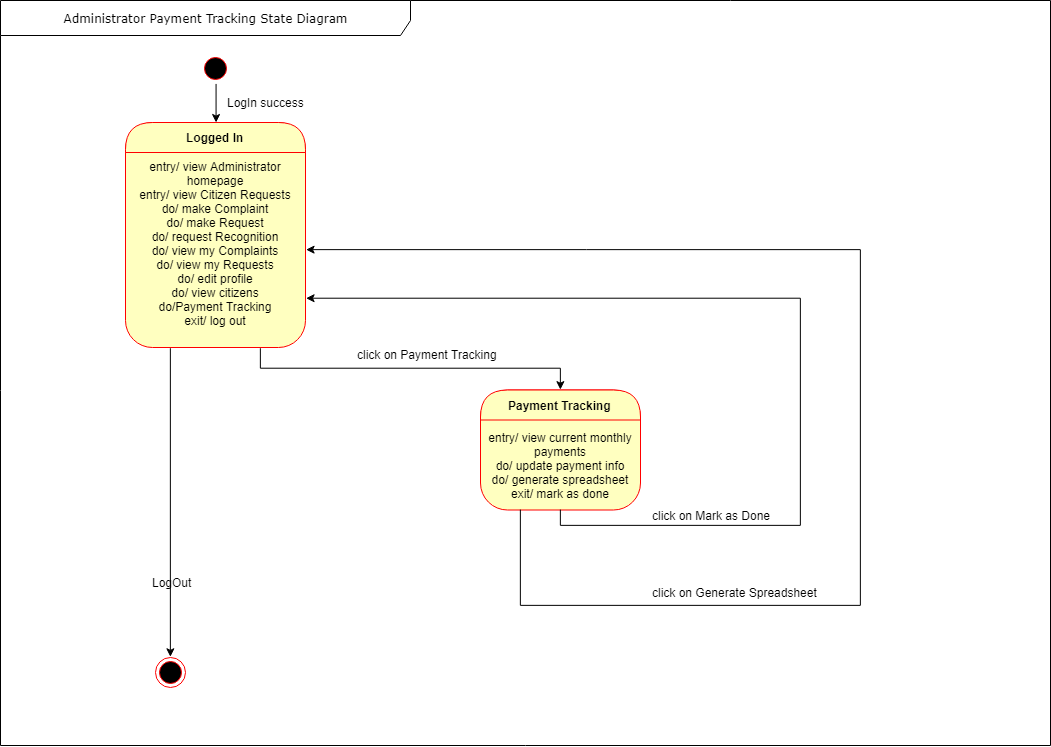 Administrator Payment Tracking State Diagram
LogIn success
Logged In
entry/ view Administrator
homepage
entry/ view Citizen Requests
do/ make Complaint
do/ make Request
do/ request Recognition
do/ view my Complaints
do/ view my Requests
do/ edit profile
do/ view citizens
do/Payment Tracking
exit/ log out
click on Payment Tracking
Payment Tracking
entry/ view current monthly
payments
do/ update payment info
do/ generate spreadsheet
exit/ mark as done
click on Mark as Done
LogOut
click on Generate Spreadsheet